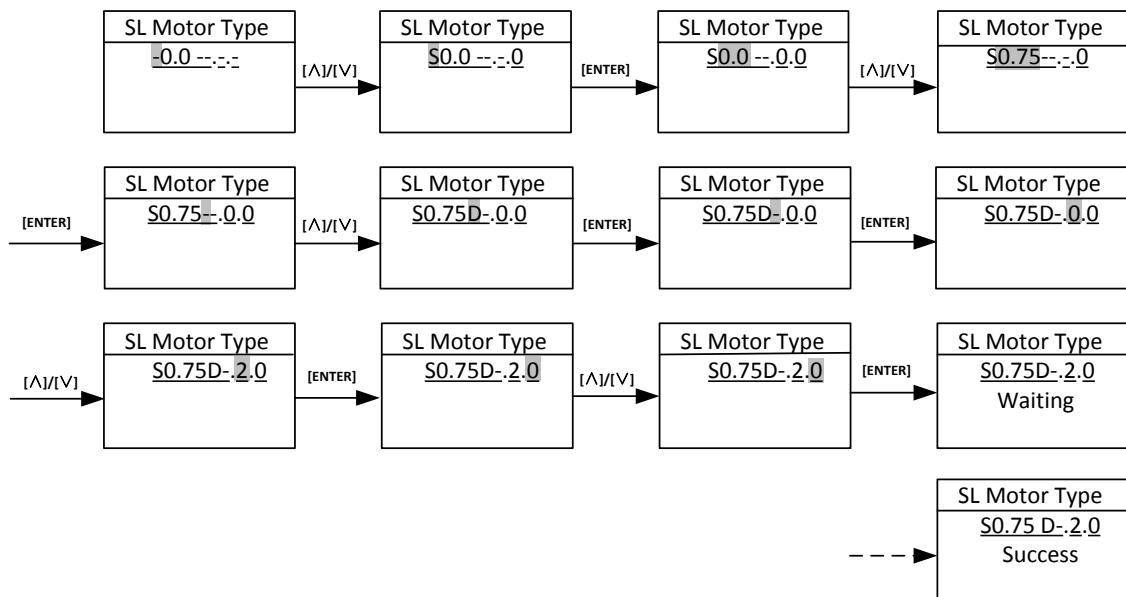 SL Motor Type
-0.0 --.-.-
[∧]/[∨]
SL Motor Type
S0.0 --.-.0
[ENTER]
SL Motor Type
S0.0 --.0.0
[∧]/[∨]
SL Motor Type
S0.75--.-.0
[ENTER]
SL Motor Type
S0.75--.0.0
[∧]/[∨]
SL Motor Type
S0.75D-.0.0
[ENTER]
SL Motor Type
S0.75D-.0.0
[ENTER]
SL Motor Type
S0.75D-.0.0
[∧]/[∨]
SL Motor Type
S0.75D-.2.0
[ENTER]
SL Motor Type
S0.75D-.2.0
[∧]/[∨]
SL Motor Type
S0.75D-.2.0
[ENTER]
SL Motor Type
S0.75D-.2.0
Waiting
SL Motor Type
S0.75 D-.2.0
Success